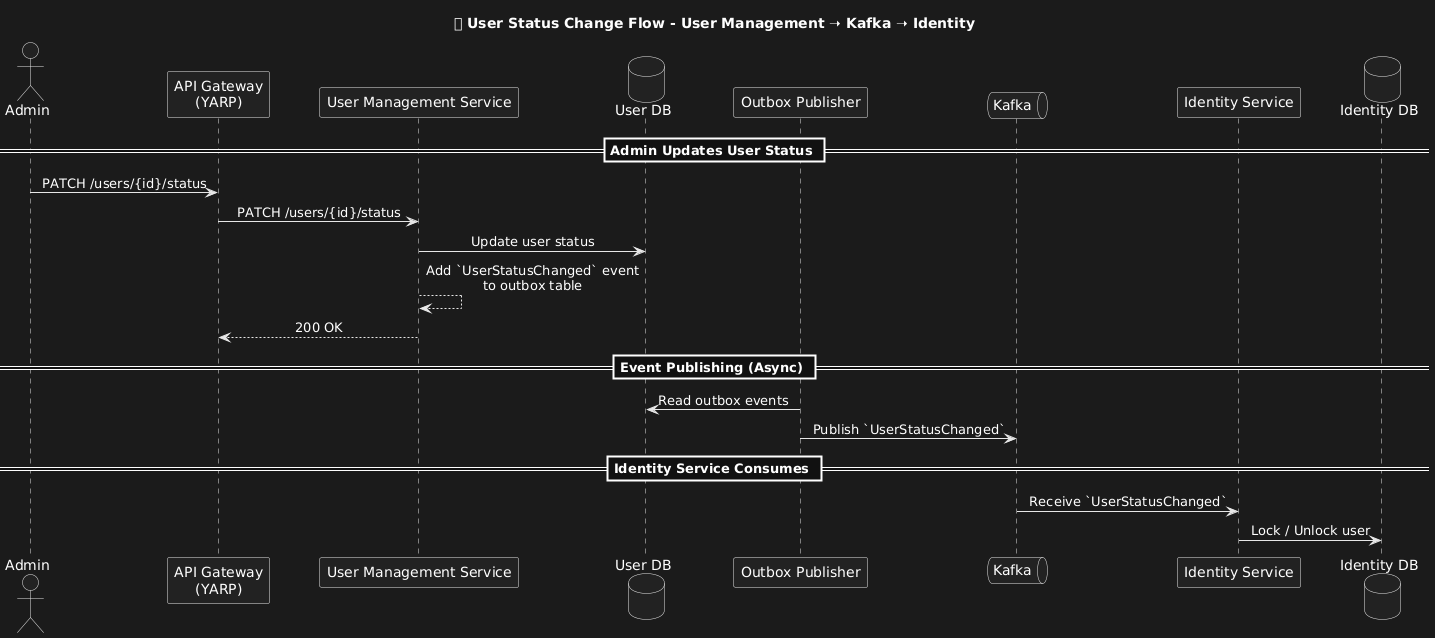 User Status Change Flow - User Management → Kafka → Identity
Admin
API Gateway
(YARP)
User Management Service
User DB
Outbox Publisher
Kafka
Identity Service
Identity DB
Admin Updates User Status
PATCH /users/{id}/status
PATCH /users/{id}/status
Update user status
Add `UserStatusChanged` event
to outbox table
200 OK
Event Publishing (Async)
Read outbox events
Publish `UserStatusChanged`
Identity Service Consumes
Receive `UserStatusChanged`
Lock / Unlock user
Admin
API Gateway
(YARP)
User Management Service
User DB
Outbox Publisher
Kafka
Identity Service
Identity DB